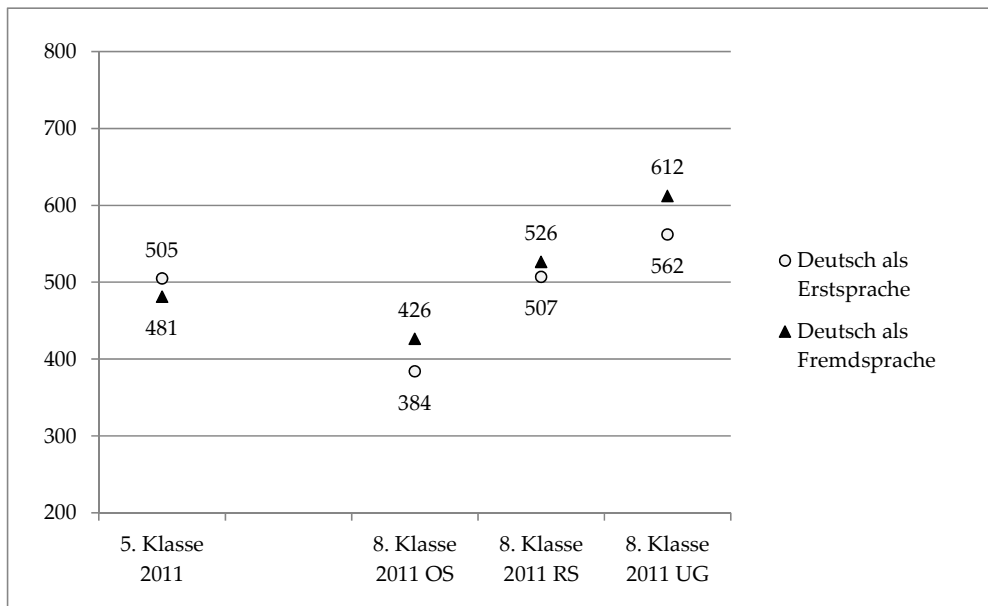 800
700
600
500
400
300
200
505
481
426
384
526
507
612
562
5. Klasse
2011
8. Klasse
2011 OS
8. Klasse
2011 RS
8. Klasse
2011 UG
Deutsch als
Erstsprache
Deutsch als
Fremdsprache